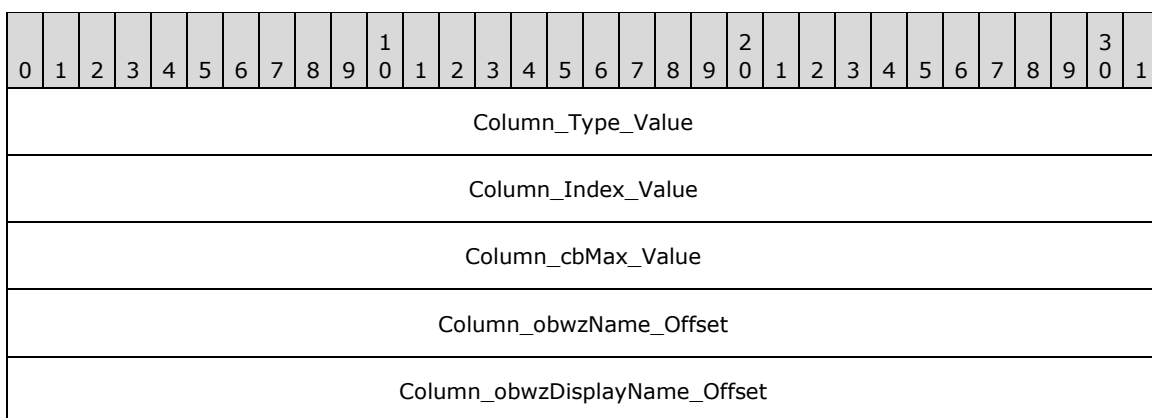 1 2 3
0 1 2 3 4 5 6 7 8 9 0 1 2 3 4 5 6 7 8 9 0 1 2 3 4 5 6 7 8 9 0 1
Column_Type_Value
Column_Index_Value
Column_cbMax_Value
Column_obwzName_Offset
Column_obwzDisplayName_Offset